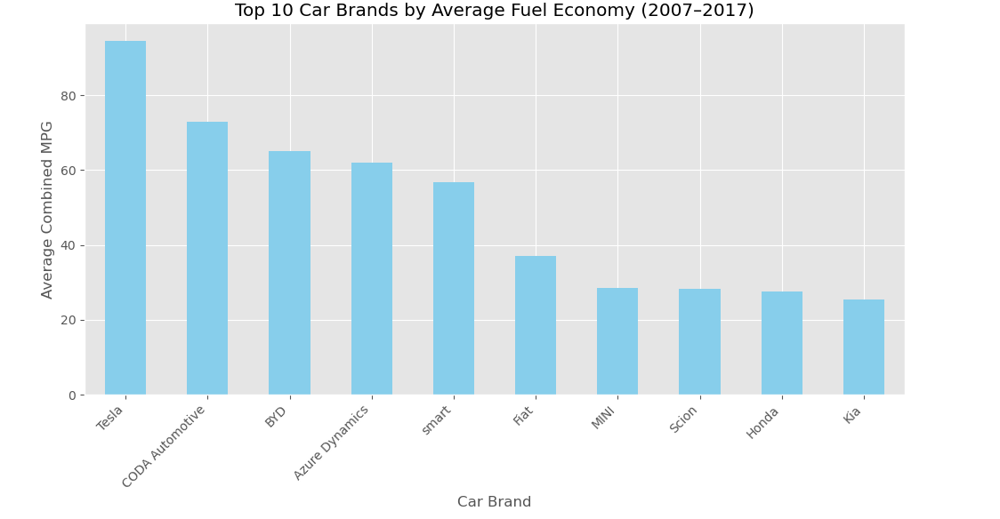 Top 10 Car Brands by Average Fuel Economy (2007–2017)
Average Combined MPG
80
60
40
20
0
Tesla
CODA Automotive
BYD
Azure Dynamics
smart
Fiat
MINI
Scion
Honda
Kia
Car Brand